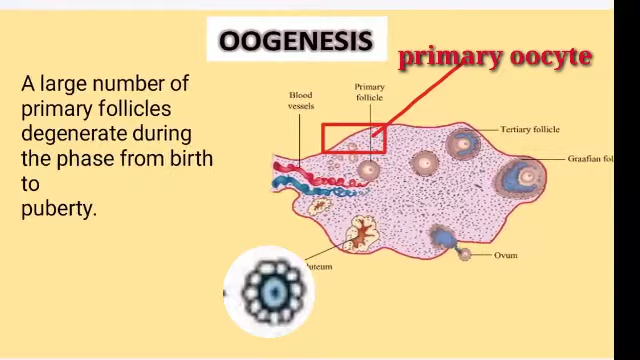 OOGENESIS
primary oocyte
A large number of
primary follicles
degenerate during
the phase from birth
to
puberty.
Blood
vessels
Primary
follicle
Tertiary follicle
Graafian fol
luteum
Ovum